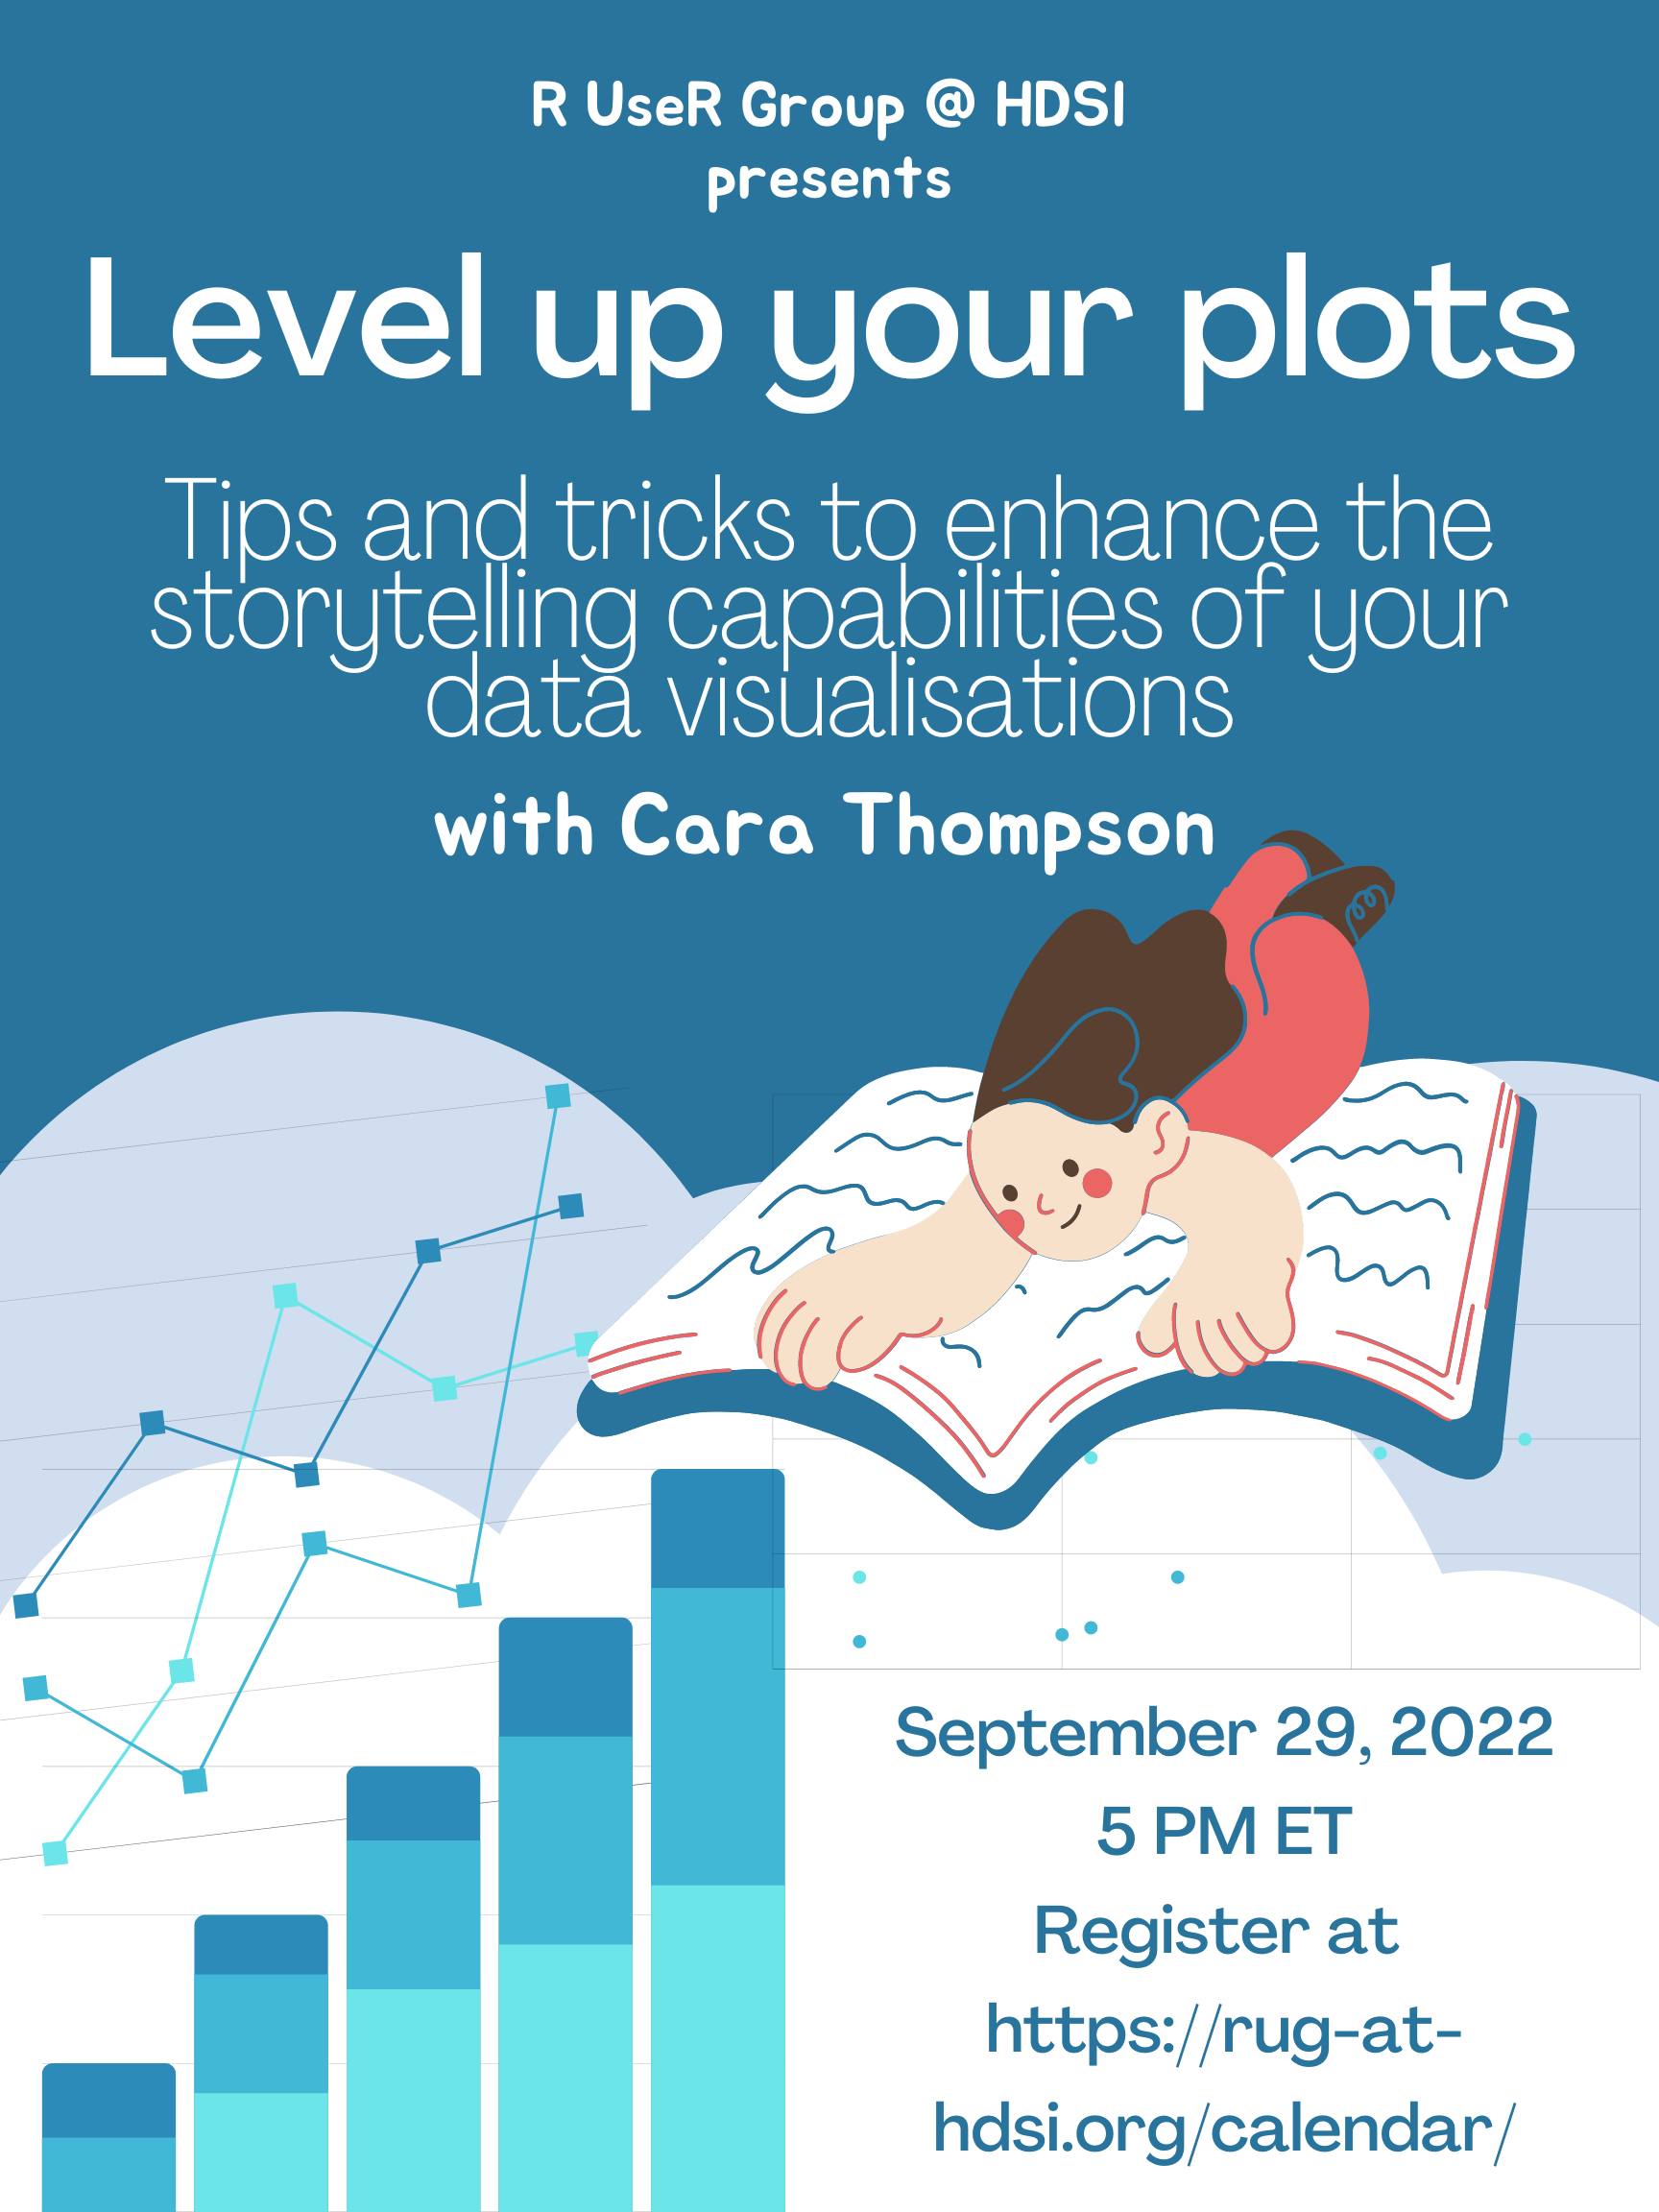 R UseR Group @ HDSI
presents
Level up your plots
Tips and tricks to enhance the
storytelling capabilities of your
data visualisations
with Cara Thompson
September 29, 2022
5 PM ET
Register at
https://rug-at-
hdsi.org/calendar/